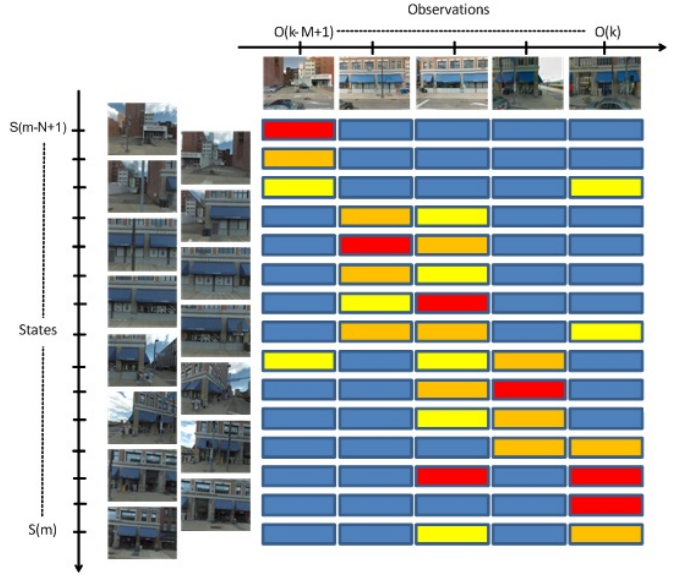 Observations
O(k-M+1)
O(k)
S(m-N+1)
States
S(m)